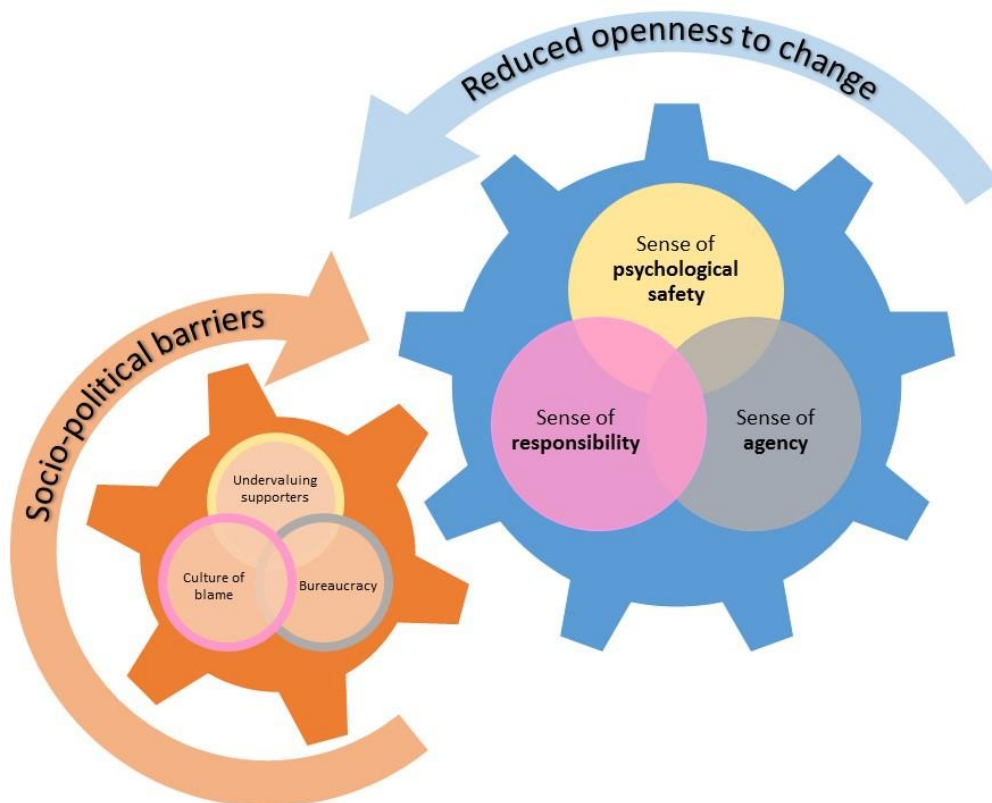 Reduced openness to change
Sense of
psychological
safety
Sense of
responsibility
Sense of
agency
Socio-political barriers
Undervaluing
supporters
Culture of
blame
Bureaucracy